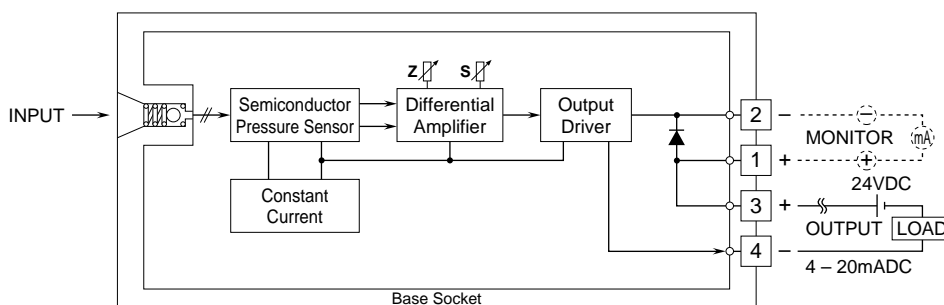 INPUT
Semiconductor
Pressure Sensor
Z
S
Differential
Amplifier
Output
Driver
Constant
Current
2
−
−
MONITOR
mA
1
+
+
24VDC
3
+
OUTPUT
LOAD
4
−
4 – 20mADC
Base Socket